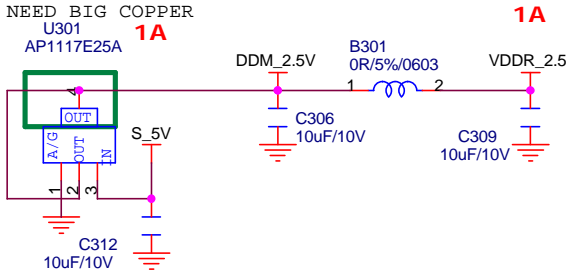 NEED BIG COPPER
U301
AP1117E25A
1A
1A
DDM_2.5V
B301
0R/5%/0603
VDDR_2.5
1
2
4
OUT
A/G
OUT
IN
S_5V
1
2
3
C306
10uF/10V
C309
10uF/10V
C312
10uF/10V